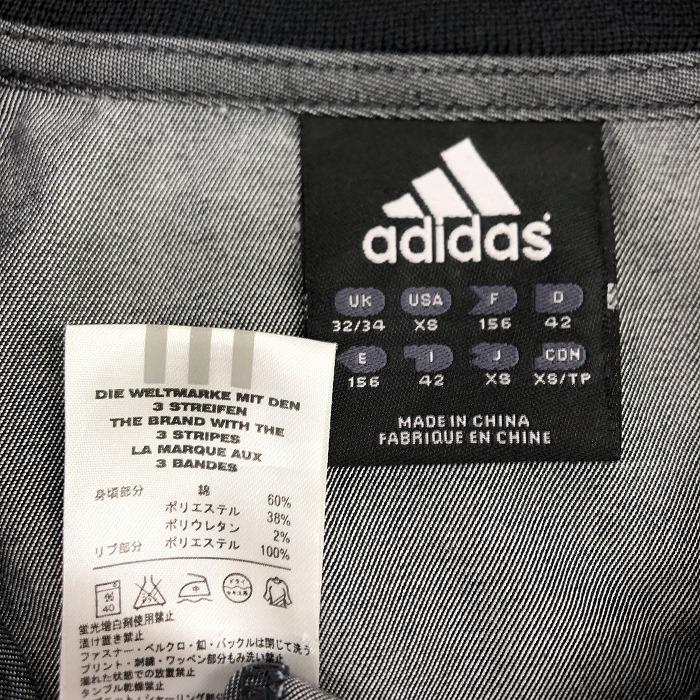 adidas
UK USA F D
32/34 XS 156 42
E I J CDN
156 42 XS XS/TP
MADE IN CHINA
FABRIQUE EN CHINE
DIE WELTMARKE MIT DEN
3 STREIFEN
THE BRAND WITH THE
3 STRIPES
LA MARQUE AUX
3 BANDES
身頃部分 綿 60%
ポリエステル 38%
ポリウレタン 2%
リブ部分 ポリエステル 100%
40
ドライ
蛍光増白剤使用禁止
漬け置き禁止
ファスナー・ベルクロ・釦・バックルは閉じて洗う
プリント・刺繍・ワッペン部分もみ洗い禁止
濡れた状態での放置禁止
タンブル乾燥禁止